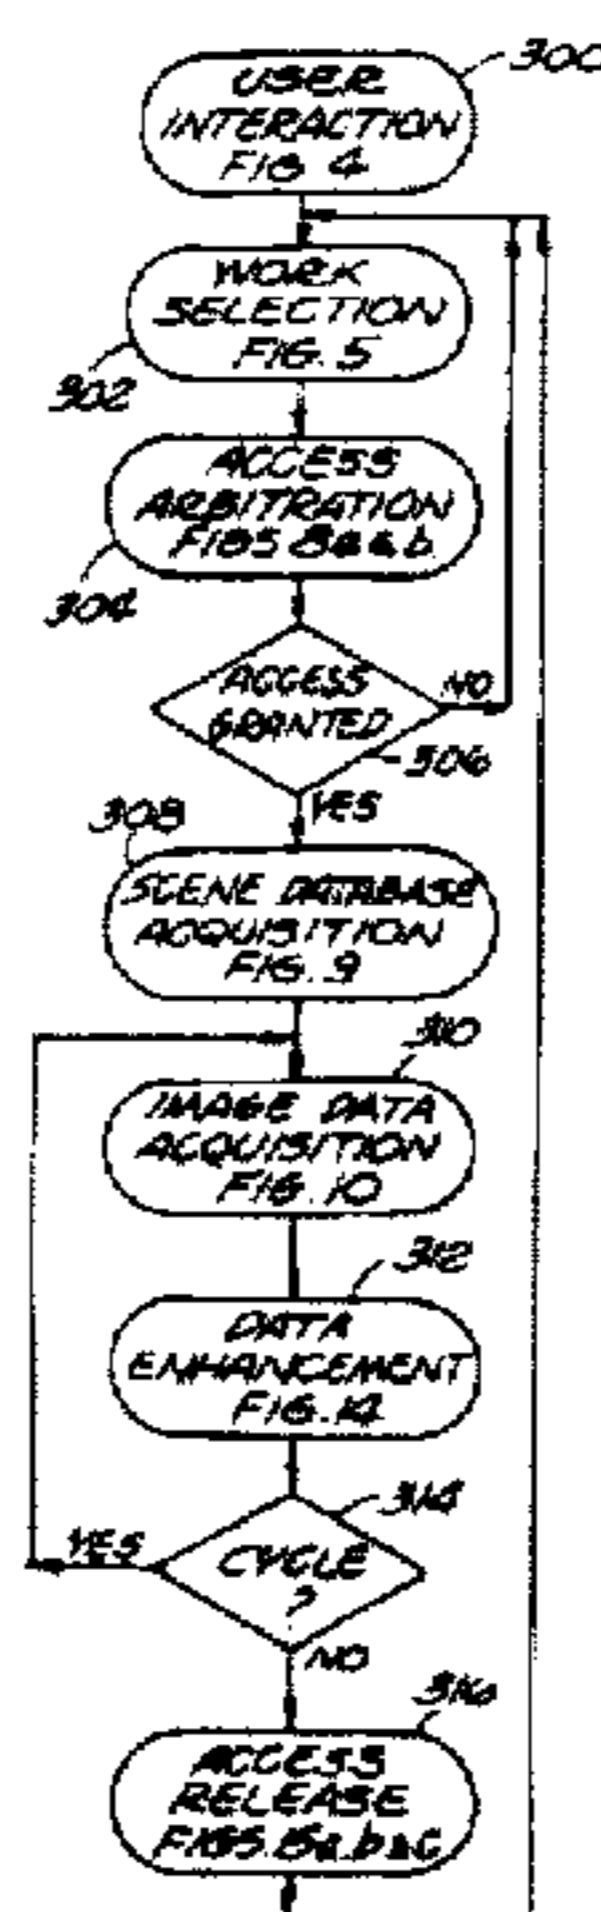 300
USER
INTERACTION
FIG 4
WORK
SELECTION
FIG. 5
302
ACCESS
ARBITRATION
FIGS 8a & b
304
ACCESS
GRANTED
NO
306
YES
308
SCENE DATABASE
ACQUISITION
FIG. 9
310
IMAGE DATA
ACQUISITION
FIG. 10
312
DATA
ENHANCEMENT
FIG. 14
314
YES
CYCLE
?
NO
316
ACCESS
RELEASE
FIGS. 15a, b & c